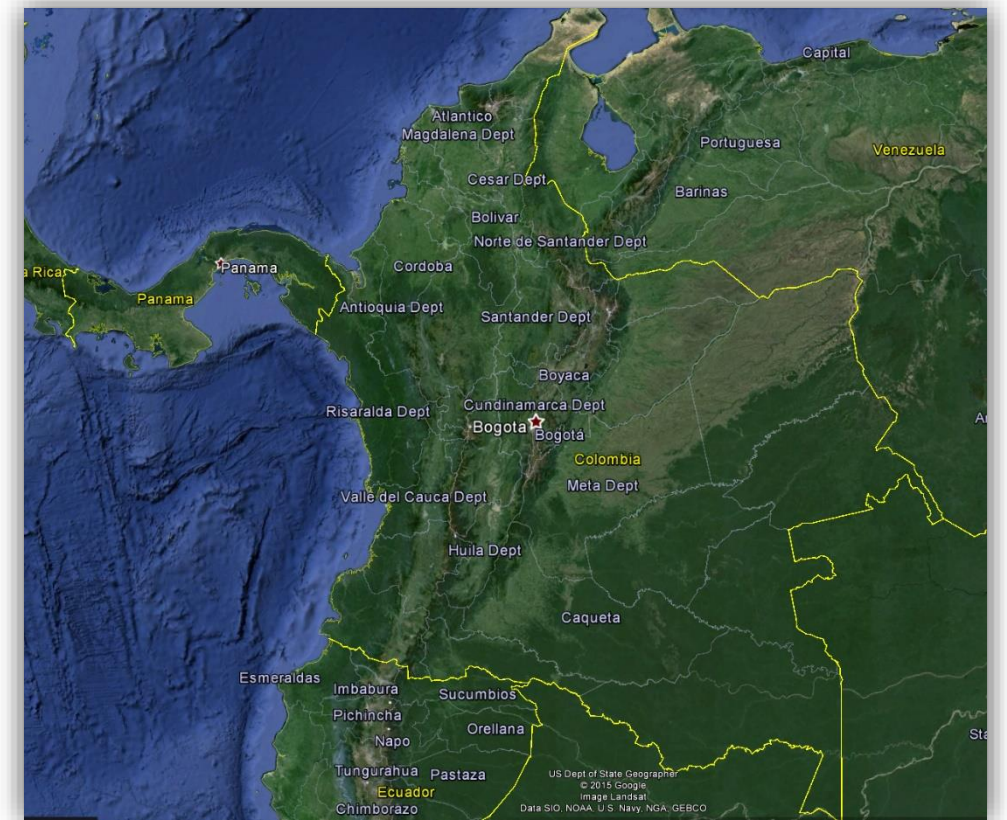 Capital
Atlantico
Magdalena Dept
Portuguesa
Venezuela
Cesar Dept
Barinas
Bolivar
Norte de Santander Dept
Cordoba
Panama
a Rica
Panama
Antioquia Dept
Santander Dept
Boyaca
Cundinamarca Dept
Risaralda Dept
Bogota
Bogotá
Colombia
Meta Dept
Valle del Cauca Dept
Huila Dept
Caqueta
Esmeraldas
Imbabura
Sucumbios
Pichincha
Orellana
Napo
Tungurahua
Pastaza
Ecuador
Chimborazo
US Dept of State Geographer
© 2015 Google
Image Landsat
Data SIO, NOAA, U.S. Navy, NGA, GEBCO